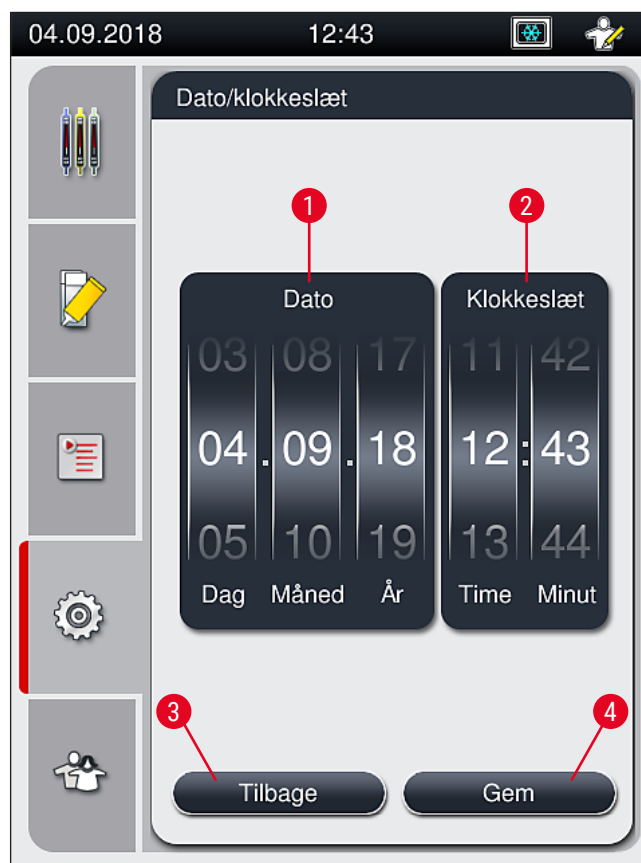 04.09.2018 12:43
Dato/klokkeslæt
1 2
Dato Klokkeslæt
03 08 17 11 42
04 . 09 . 18 12 : 43
05 10 19 13 44
Dag Måned År Time Minut
3 4
Tilbage Gem